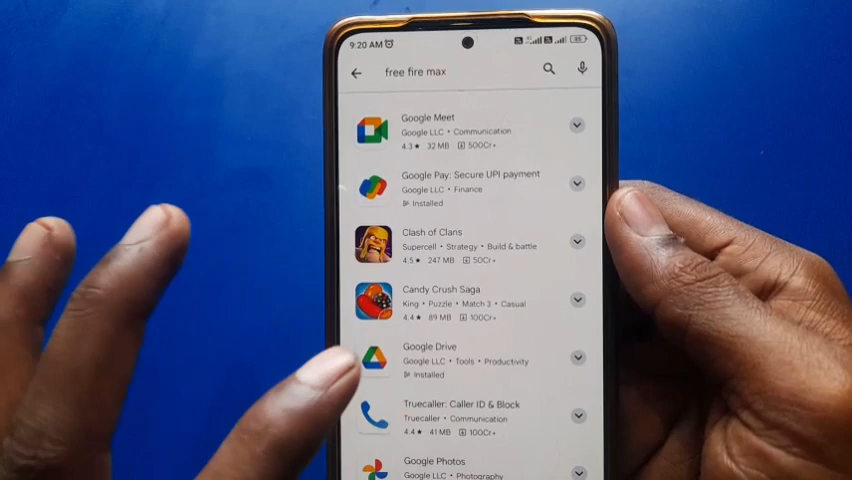 9:20 AM
free fire max
Google Meet
Google LLC • Communication
4.3★ 32 MB 500Cr+
Google Pay: Secure UPI payment
Google LLC • Finance
Installed
Clash of Clans
Supercell • Strategy • Build & battle
4.5★ 247 MB 50Cr+
Candy Crush Saga
King • Puzzle • Match 3 • Casual
4.4★ 89 MB 100Cr+
Google Drive
Google LLC • Tools • Productivity
Installed
Truecaller: Caller ID & Block
Truecaller • Communication
4.4★ 41 MB 100Cr+
Google Photos
Google LLC • Photography